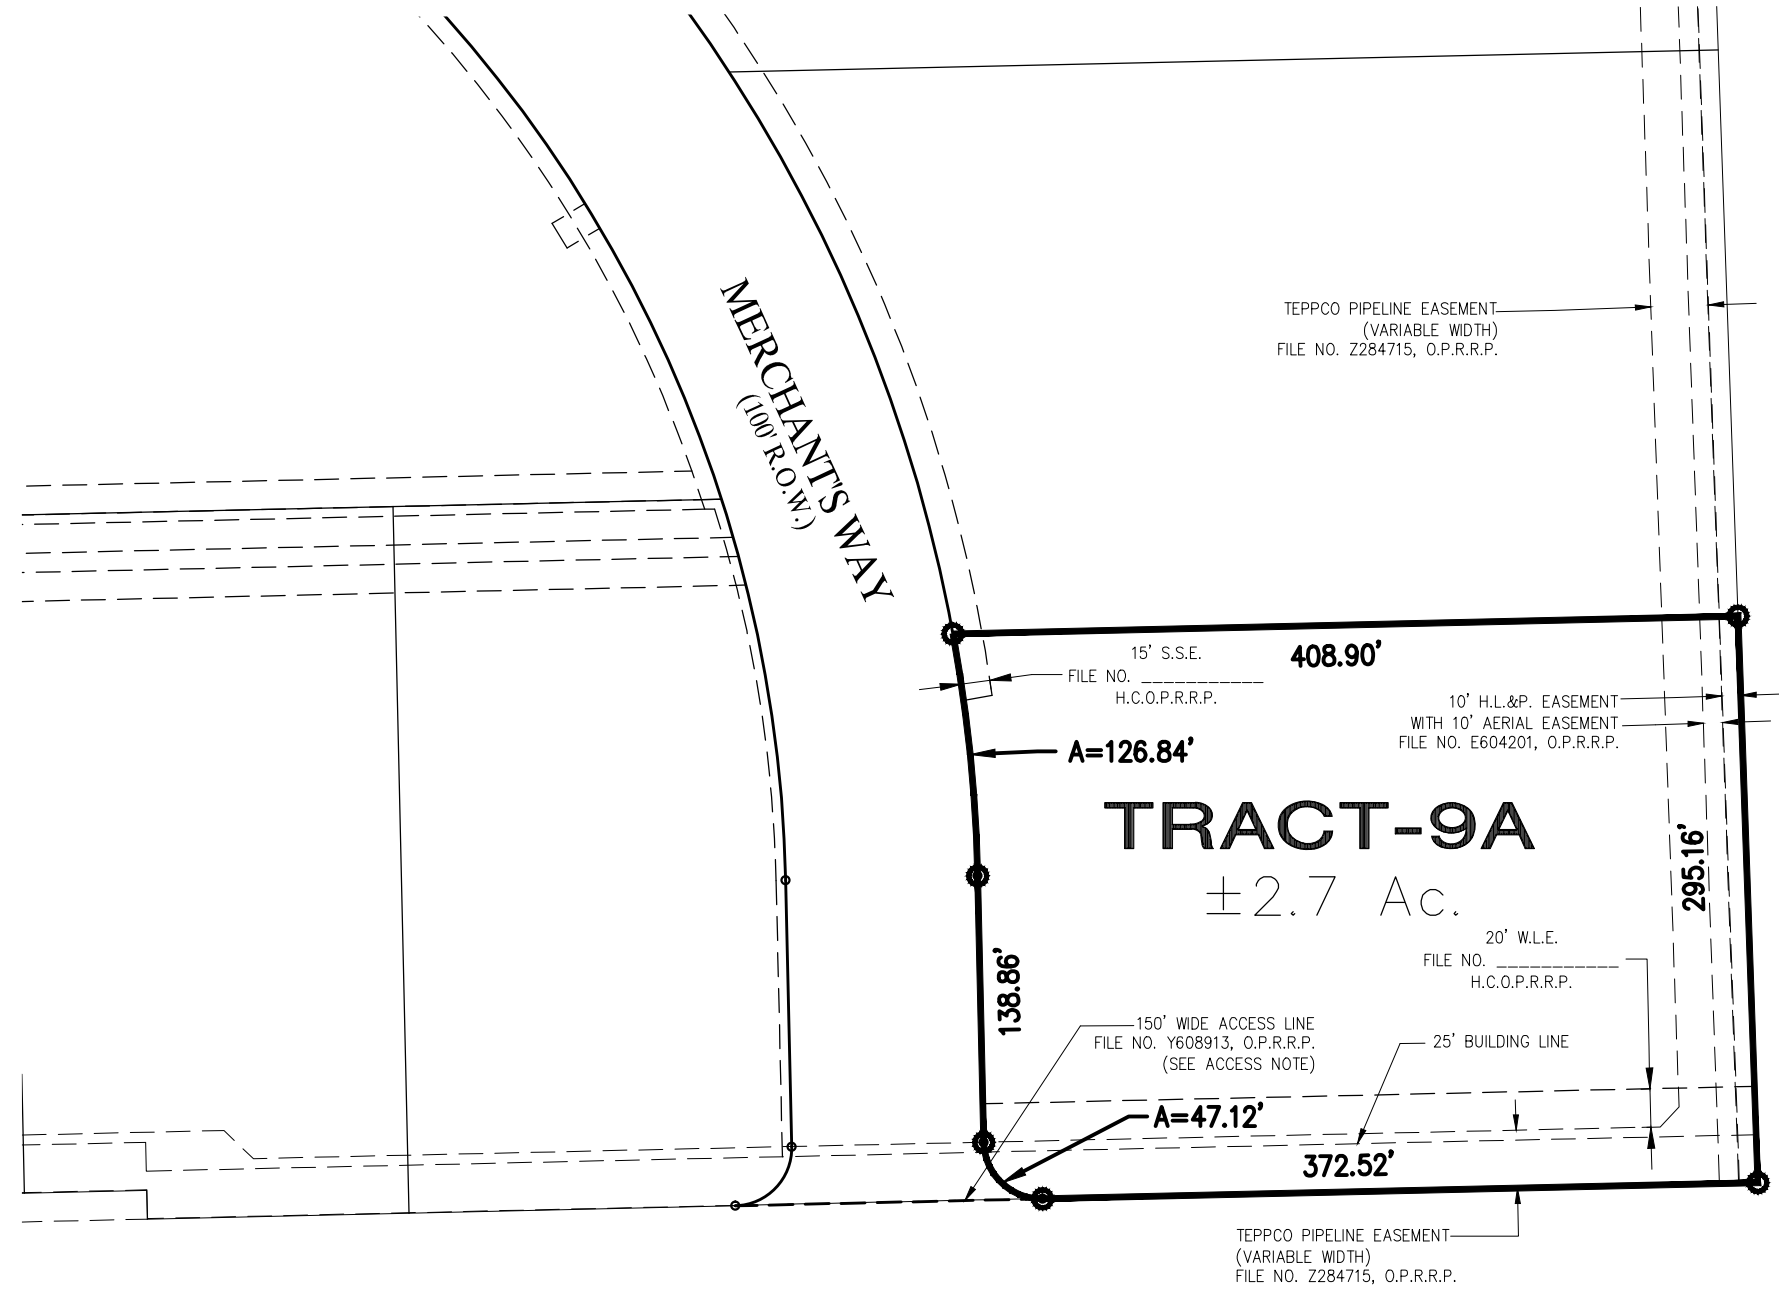 MERCHANT'S WAY
(100' R.O.W.)
TEPPCO PIPELINE EASEMENT
(VARIABLE WIDTH)
FILE NO. Z284715, O.P.R.R.P.
408.90'
15' S.S.E.
FILE NO. ____________
H.C.O.P.R.R.P.
10' H.L.&P. EASEMENT
WITH 10' AERIAL EASEMENT
FILE NO. E604201, O.P.R.R.P.
A=126.84'
TRACT-9A
±2.7 Ac.
295.16'
20' W.L.E.
FILE NO. ____________
H.C.O.P.R.R.P.
138.86'
150' WIDE ACCESS LINE
FILE NO. Y608913, O.P.R.R.P.
(SEE ACCESS NOTE)
25' BUILDING LINE
A=47.12'
372.52'
TEPPCO PIPELINE EASEMENT
(VARIABLE WIDTH)
FILE NO. Z284715, O.P.R.R.P.